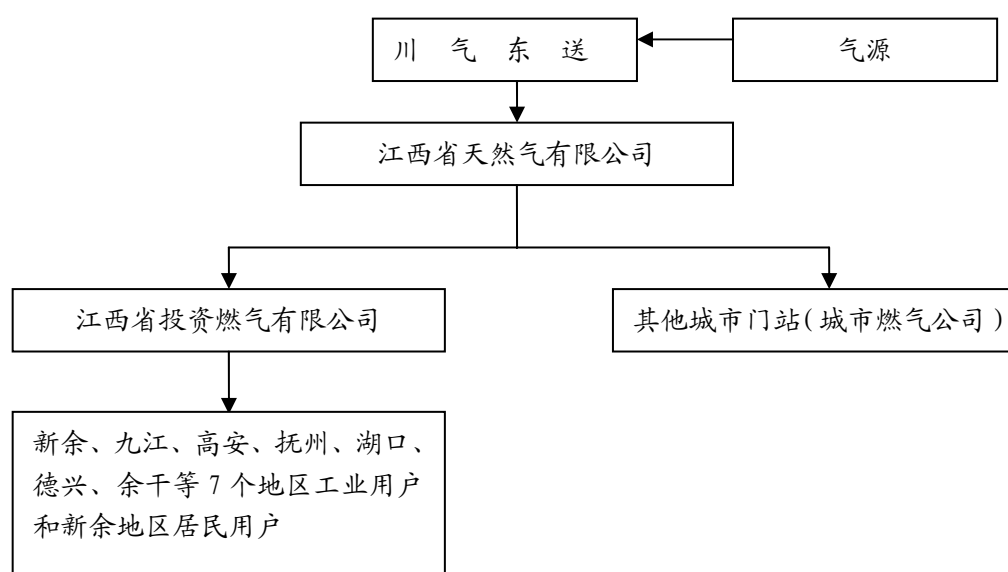 川 气 东 送
气源
江西省天然气有限公司
江西省投资燃气有限公司
其他城市门站(城市燃气公司)
新余、九江、高安、抚州、湖口、
德兴、余干等 7 个地区工业用户
和新余地区居民用户